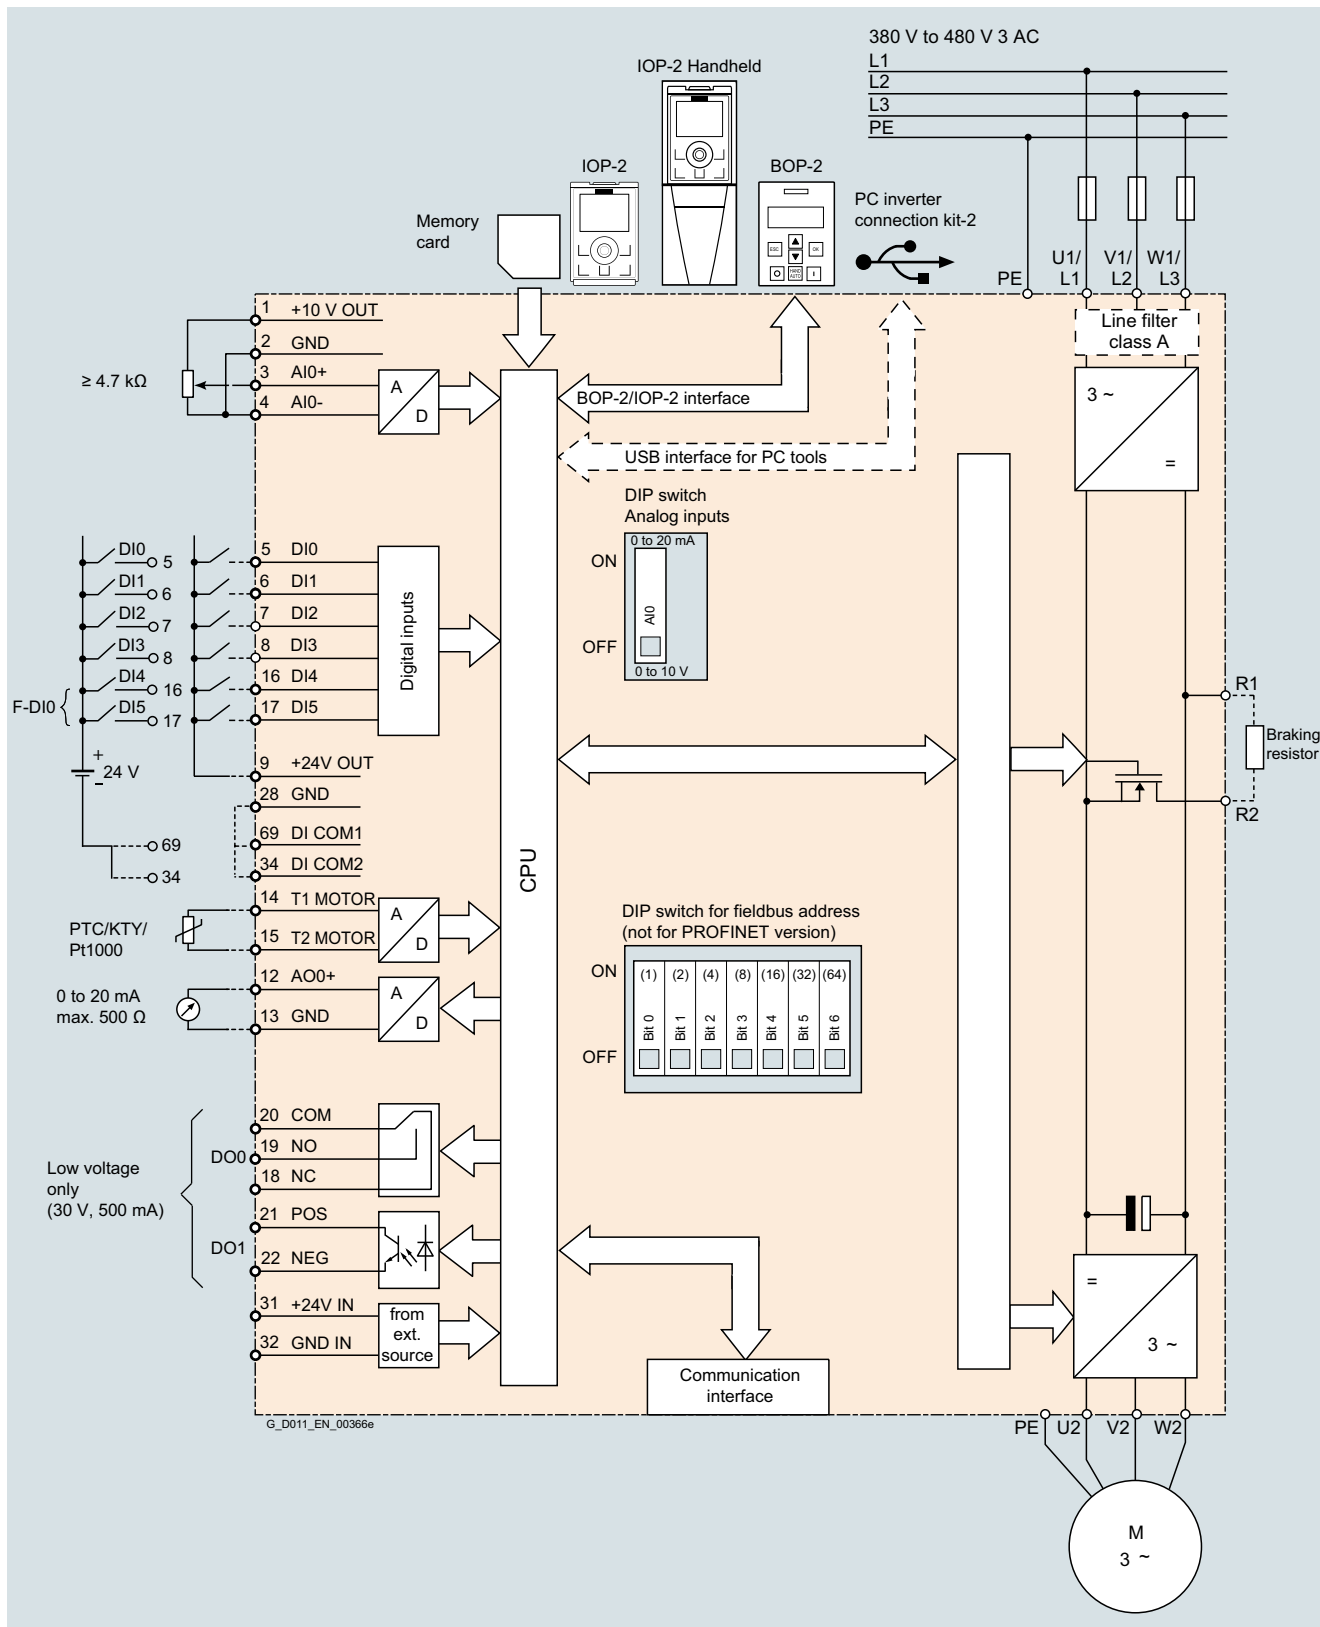 380 V to 480 V 3 AC
L1
L2
L3
PE
IOP-2 Handheld
IOP-2
BOP-2
Memory
card
PC inverter
connection kit-2
ESC
OK
HAND
AUTO
PE
U1/
L1
V1/
L2
W1/
L3
Line filter
class A
3 ~
=
1 +10 V OUT
2 GND
3 AI0+
4 AI0-
≥ 4.7 kΩ
A
D
BOP-2/IOP-2 interface
USB interface for PC tools
DIP switch
Analog inputs
0 to 20 mA
ON
AI0
OFF
0 to 10 V
DI0 5
DI1 6
DI2 7
DI3 8
DI4 16
DI5 17
F-DI0
+
24 V
–
69
34
5 DI0
6 DI1
7 DI2
8 DI3
16 DI4
17 DI5
Digital inputs
9 +24V OUT
28 GND
69 DI COM1
34 DI COM2
CPU
R1
Braking
resistor
R2
14 T1 MOTOR
15 T2 MOTOR
PTC/KTY/
Pt1000
A
D
12 AO0+
13 GND
0 to 20 mA
max. 500 Ω
A
D
DIP switch for fieldbus address
(not for PROFINET version)
ON
(1) (2) (4) (8) (16) (32) (64)
Bit 0 Bit 1 Bit 2 Bit 3 Bit 4 Bit 5 Bit 6
OFF
20 COM
19 NO
18 NC
DO0
Low voltage
only
(30 V, 500 mA)
21 POS
22 NEG
DO1
31 +24V IN
32 GND IN
from
ext.
source
Communication
interface
=
3 ~
G_D011_EN_00366e
PE U2 V2 W2
M
3 ~